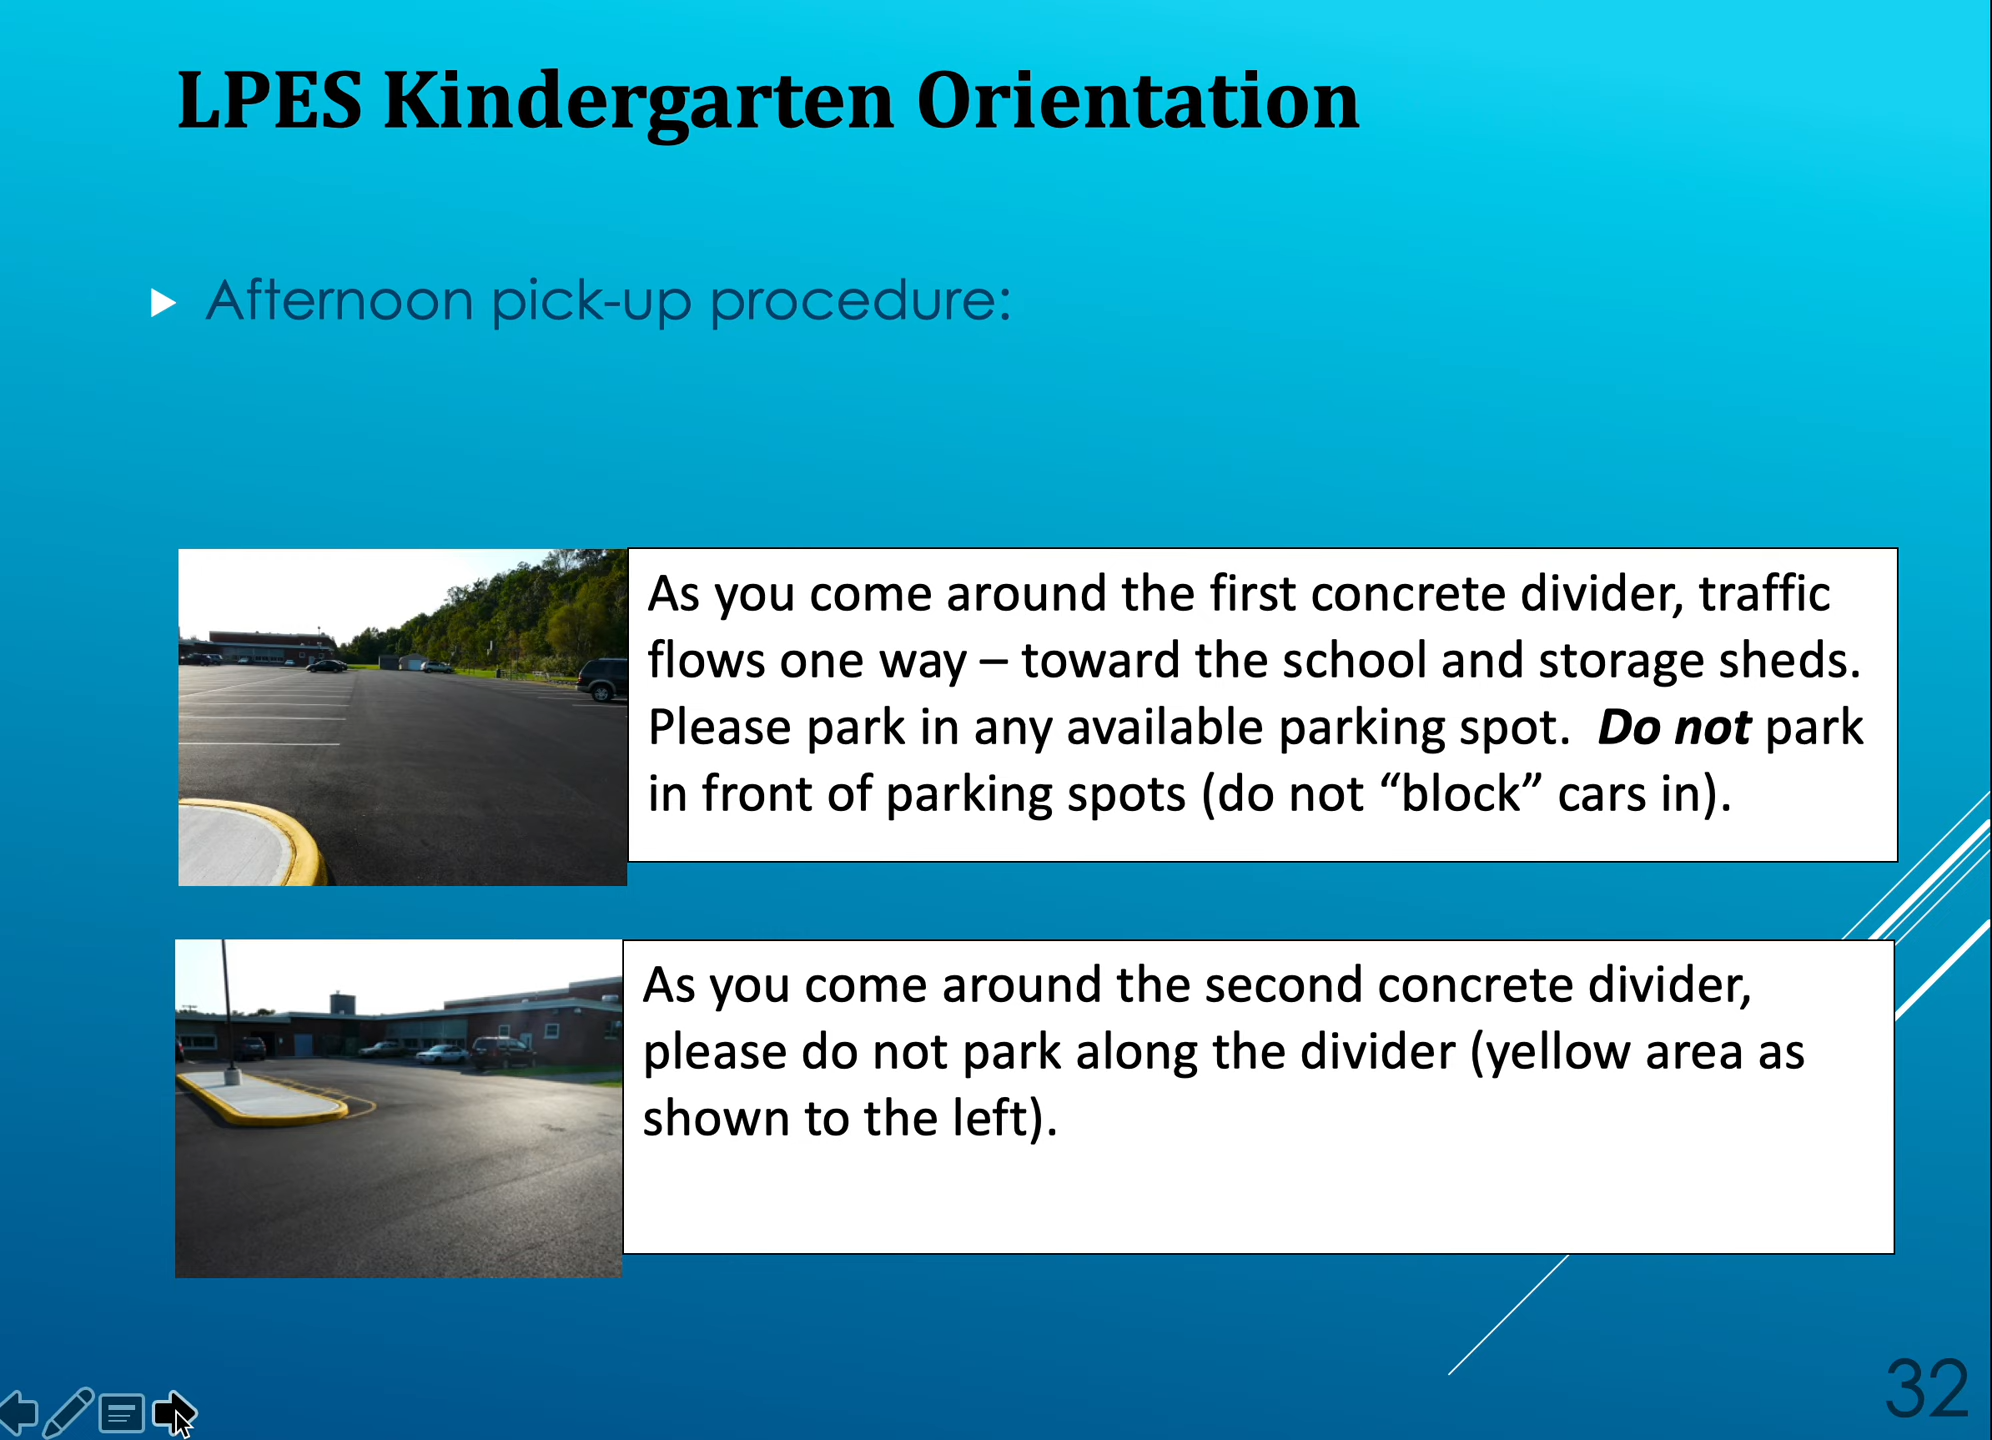 LPES Kindergarten Orientation
Afternoon pick-up procedure:
As you come around the first concrete divider, traffic
flows one way – toward the school and storage sheds.
Please park in any available parking spot.  Do not park
in front of parking spots (do not “block” cars in).
As you come around the second concrete divider,
please do not park along the divider (yellow area as
shown to the left).
32